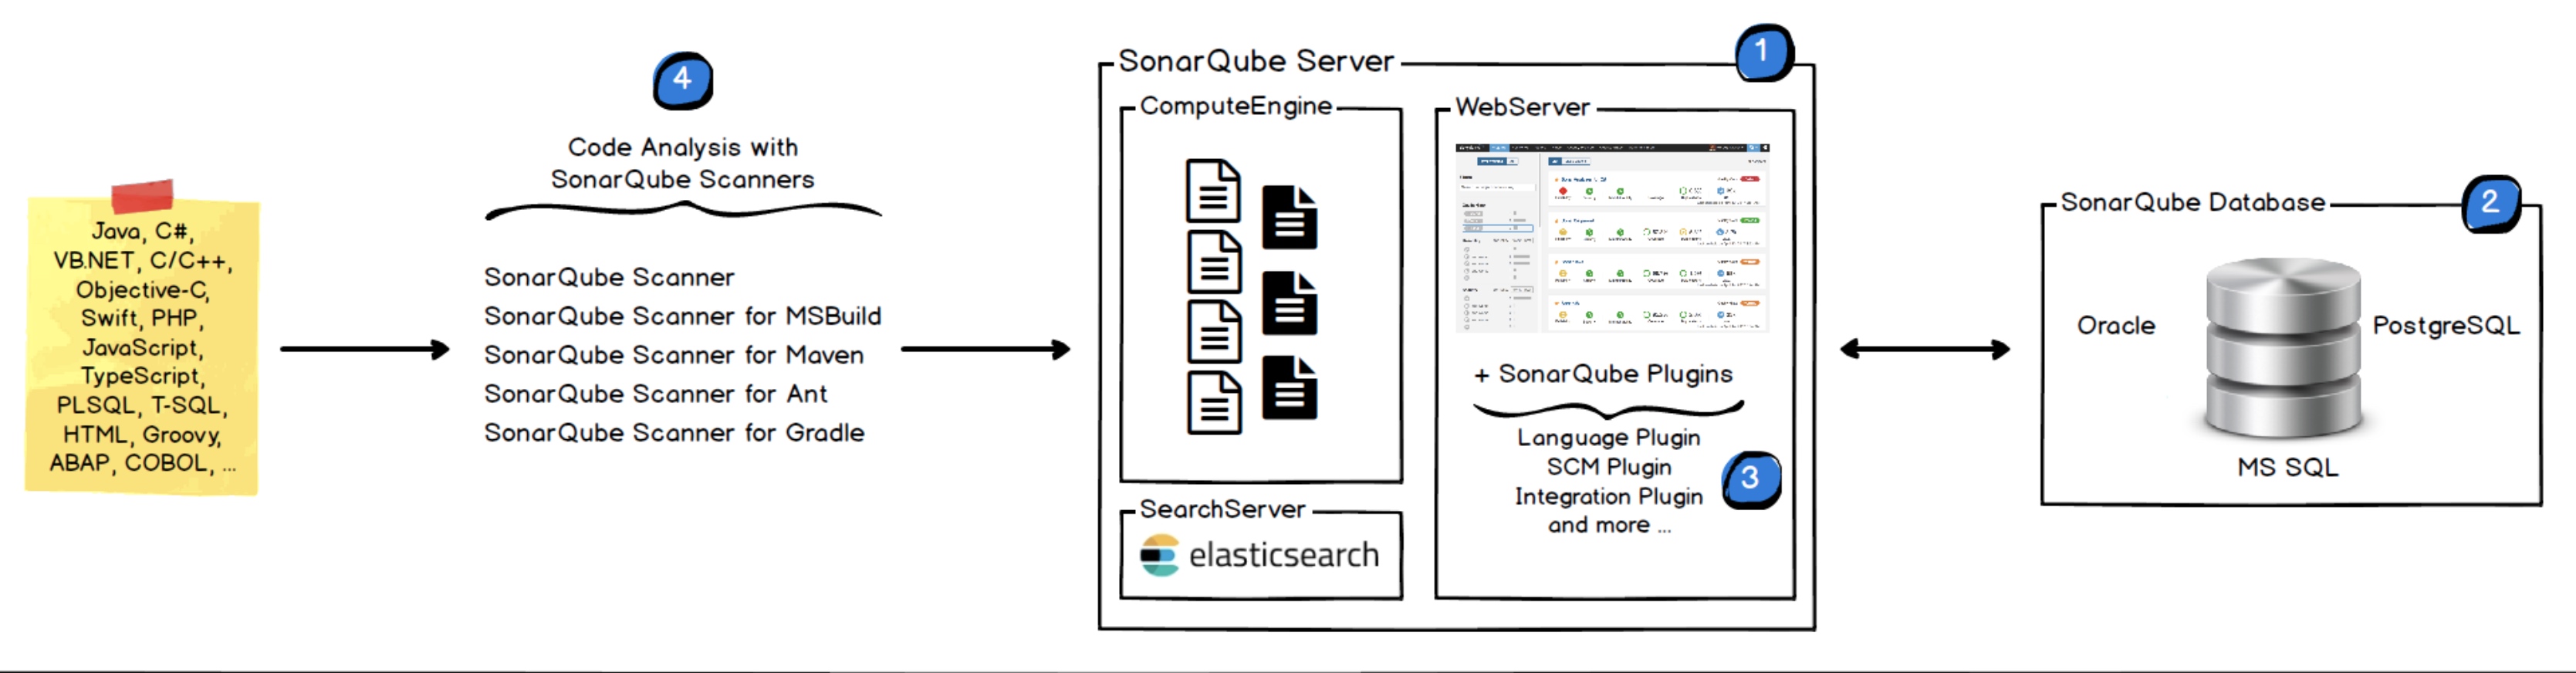 Java, C#,
VB.NET, C/C++,
Objective-C,
Swift, PHP,
JavaScript,
TypeScript,
PLSQL, T-SQL,
HTML, Groovy,
ABAP, COBOL, ...
4
Code Analysis with
SonarQube Scanners
SonarQube Scanner
SonarQube Scanner for MSBuild
SonarQube Scanner for Maven
SonarQube Scanner for Ant
SonarQube Scanner for Gradle
SonarQube Server
1
ComputeEngine
SearchServer
elasticsearch
WebServer
+ SonarQube Plugins
Language Plugin
SCM Plugin
Integration Plugin
and more ...
3
SonarQube Database
2
Oracle
PostgreSQL
MS SQL